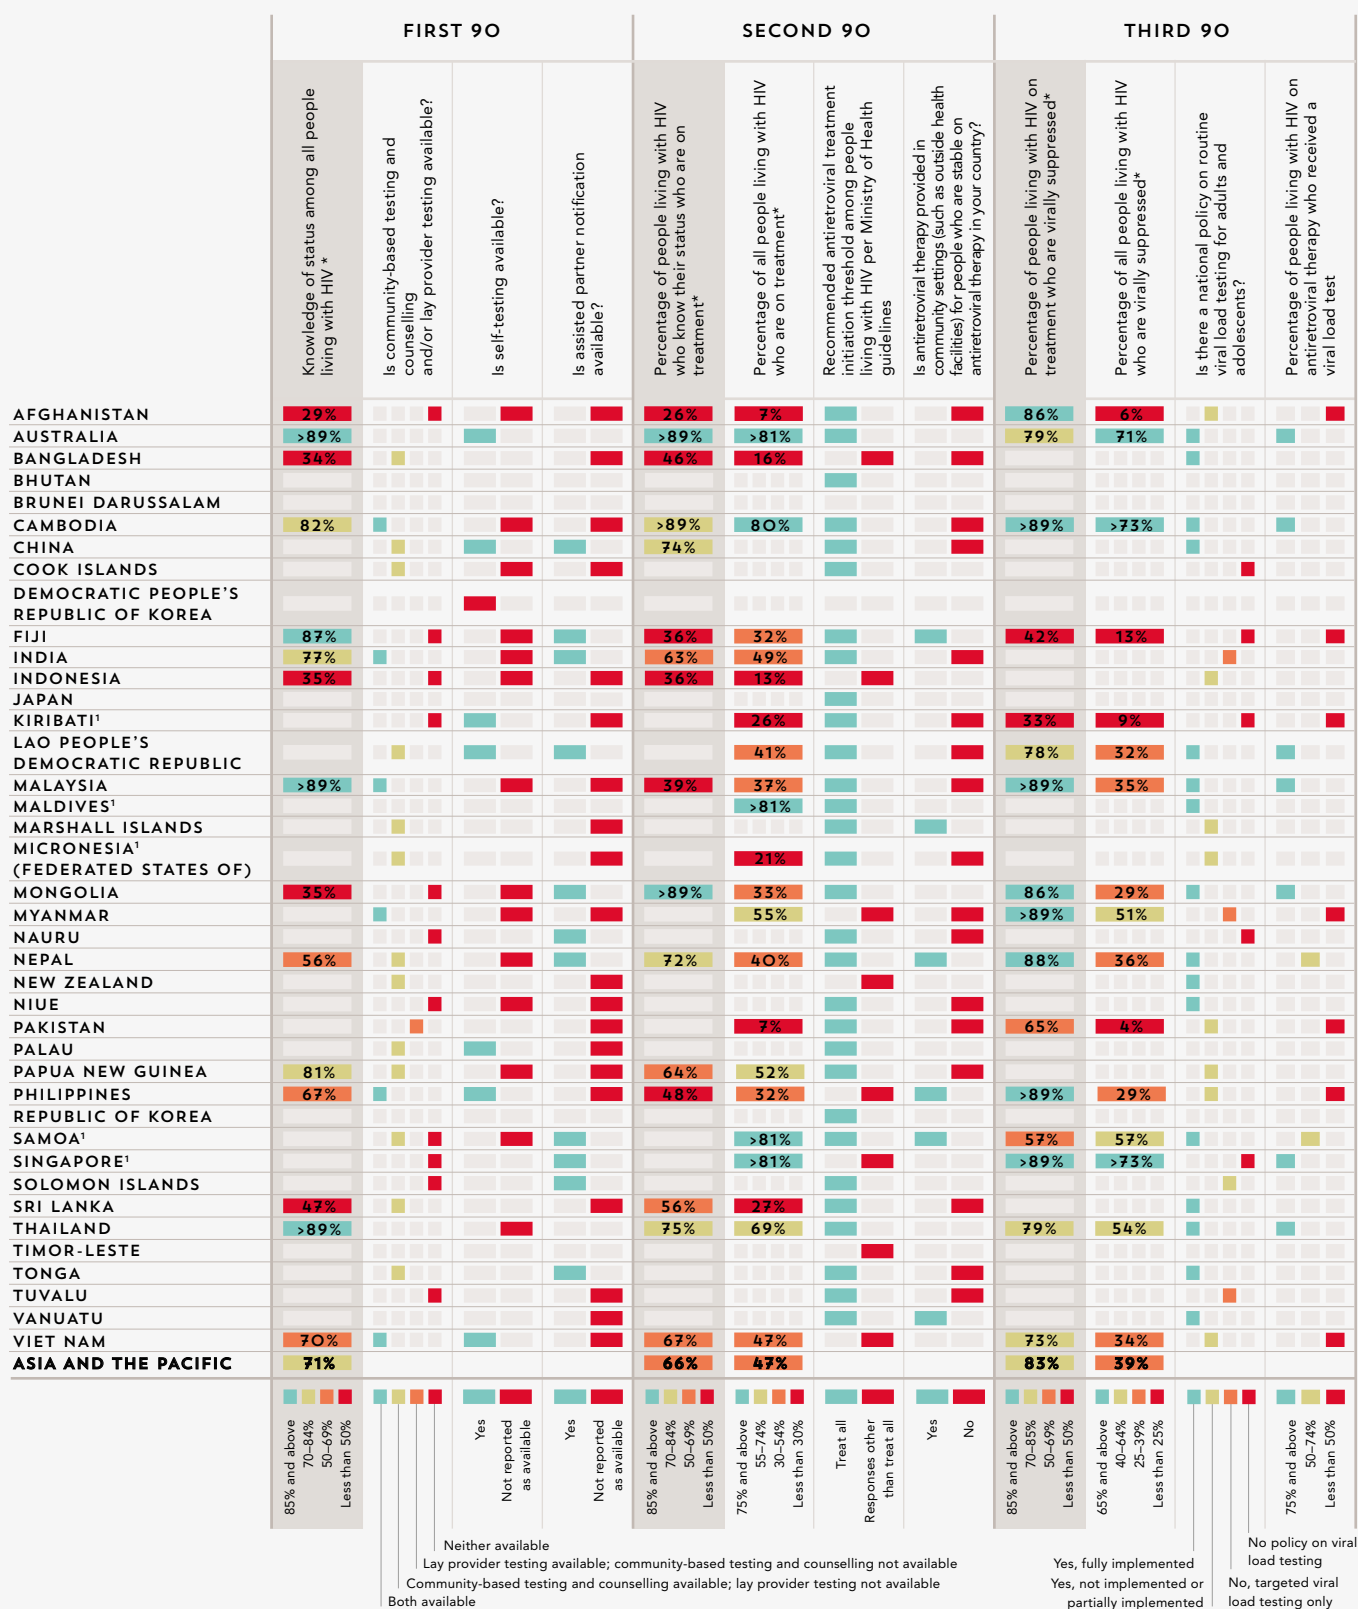 FIRST 90
SECOND 90
THIRD 90
Knowledge of status among all people
living with HIV *
Is community-based testing and
counselling
and/or lay provider testing available?
Is self-testing available?
Is assisted partner notification
available?
Percentage of people living with HIV
who know their status who are on
treatment*
Percentage of all people living with HIV
who are on treatment*
Recommended antiretroviral treatment
initiation threshold among people
living with HIV per Ministry of Health
guidelines
Is antiretroviral therapy provided in
community settings (such as outside health
facilities) for people who are stable on
antiretroviral therapy in your country?
Percentage of people living with HIV on
treatment who are virally suppressed*
Percentage of all people living with HIV
who are virally suppressed*
Is there a national policy on routine
viral load testing for adults and
adolescents?
Percentage of people living with HIV on
antiretroviral therapy who received a
viral load test
AFGHANISTAN 29% 26% 7% 86% 6%
AUSTRALIA >89% >89% >81% 79% 71%
BANGLADESH 34% 46% 16%
BHUTAN
BRUNEI DARUSSALAM
CAMBODIA 82% >89% 80% >89% >73%
CHINA 74%
COOK ISLANDS
DEMOCRATIC PEOPLE'S
REPUBLIC OF KOREA
FIJI 87% 36% 32% 42% 13%
INDIA 77% 63% 49%
INDONESIA 35% 36% 13%
JAPAN
KIRIBATI¹ 26% 33% 9%
LAO PEOPLE'S
DEMOCRATIC REPUBLIC 41% 78% 32%
MALAYSIA >89% 39% 37% >89% 35%
MALDIVES¹ >81%
MARSHALL ISLANDS
MICRONESIA¹
(FEDERATED STATES OF) 21%
MONGOLIA 35% >89% 33% 86% 29%
MYANMAR 55% >89% 51%
NAURU
NEPAL 56% 72% 40% 88% 36%
NEW ZEALAND
NIUE
PAKISTAN 7% 65% 4%
PALAU
PAPUA NEW GUINEA 81% 64% 52%
PHILIPPINES 67% 48% 32% >89% 29%
REPUBLIC OF KOREA
SAMOA¹ >81% 57% 57%
SINGAPORE¹ >81% >89% >73%
SOLOMON ISLANDS
SRI LANKA 47% 56% 27%
THAILAND >89% 75% 69% 79% 54%
TIMOR-LESTE
TONGA
TUVALU
VANUATU
VIET NAM 70% 67% 47% 73% 34%
ASIA AND THE PACIFIC 71% 66% 47% 83% 39%
85% and above
70–84%
50–69%
Less than 50%
Yes
Not reported
as available
Yes
Not reported
as available
85% and above
70–84%
50–69%
Less than 50%
75% and above
55–74%
30–54%
Less than 30%
Treat all
Responses other
than treat all
Yes
No
85% and above
70–85%
50–69%
Less than 50%
65% and above
40–64%
25–39%
Less than 25%
75% and above
50–74%
Less than 50%
Neither available
Lay provider testing available; community-based testing and counselling not available
Community-based testing and counselling available; lay provider testing not available
Both available
Yes, fully implemented
Yes, not implemented or
partially implemented
No policy on viral
load testing
No, targeted viral
load testing only